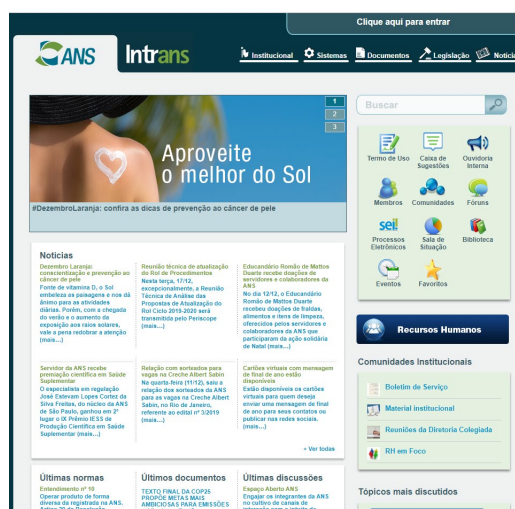 Clique aqui para entrar
ANS
Intrans
Institucional
Sistemas
Documentos
Legislação
Notícia
1
2
3
Aproveite
o melhor do Sol
#DezembroLaranja: confira as dicas de prevenção ao câncer de pele
Buscar
Termo de Uso
Caixa de
Sugestões
Ouvidoria
Interna
Membros
Comunidades
Fóruns
sei!
Processos
Eletrônicos
Sala de
Situação
Biblioteca
Eventos
Favoritos
Recursos Humanos
Comunidades Institucionais
Boletim de Serviço
Material institucional
Reuniões da Diretoria Colegiada
RH em Foco
Tópicos mais discutidos
Notícias
Dezembro Laranja:
conscientização e prevenção ao
câncer de pele
Fonte de vitamina D, o Sol
embeleza as paisagens e nos dá
ânimo para as atividades
diárias. Porém, com a chegada
do verão e o aumento da
exposição aos raios solares,
vale a pena redobrar a atenção
(mais...)
Reunião técnica de atualização
do Rol de Procedimentos
Nesta terça, 17/12,
excepcionalmente, a Reunião
Técnica de Análise das
Propostas de Atualização do
Rol Ciclo 2019-2020 será
transmitida pelo Periscope
(mais...)
Educandário Romão de Mattos
Duarte recebe doações de
servidores e colaboradores da
ANS
No dia 12/12, o Educandário
Romão de Mattos Duarte
recebeu doações de fraldas,
alimentos e itens de limpeza,
oferecidos pelos servidores e
colaboradores da ANS que
participaram da ação solidária
de Natal (mais...)
Servidor da ANS recebe
premiação científica em Saúde
Suplementar
O especialista em regulação
José Estevam Lopes Cortez da
Silva Freitas, do núcleo da ANS
de São Paulo, ganhou em 2º
lugar o IX Prêmio IESS de
Produção Científica em Saúde
Suplementar (mais...)
Relação com sorteados para
vagas na Creche Albert Sabin
Na quarta-feira (11/12), saiu a
relação dos sorteados da ANS
para as vagas na Creche Albert
Sabin, no Rio de Janeiro,
referente ao edital nº 3/2019
(mais...)
Cartões virtuais com mensagem
de final de ano estão
disponíveis
Estão disponíveis os cartões
virtuais para quem deseja
enviar uma mensagem de final
de ano para seus contatos ou
publicar nas redes sociais.
(mais...)
» Ver todas
Últimas normas
Entendimento nº 10
Operar produto de forma
diversa da registrada na ANS.
Últimos documentos
TEXTO FINAL DA COP25
PROPÕE METAS MAIS
AMBICIOSAS PARA EMISSÕES
Últimas discussões
Espaço Aberto ANS
Engajar os integrantes da ANS
no cultivo de canais de